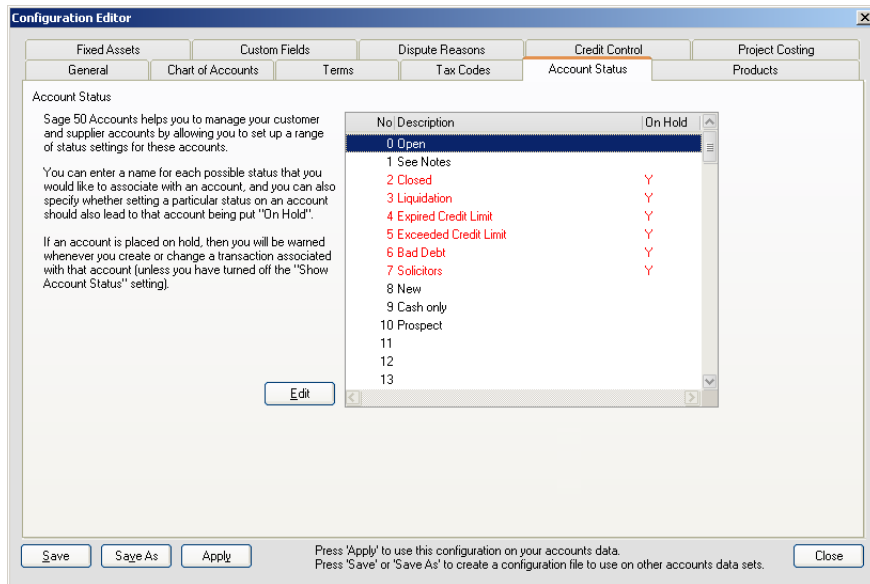 Configuration Editor
Fixed Assets Custom Fields Dispute Reasons Credit Control Project Costing
General Chart of Accounts Terms Tax Codes Account Status Products
Account Status
Sage 50 Accounts helps you to manage your customer
and supplier accounts by allowing you to set up a range
of status settings for these accounts.
You can enter a name for each possible status that you
would like to associate with an account, and you can also
specify whether setting a particular status on an account
should also lead to that account being put "On Hold".
If an account is placed on hold, then you will be warned
whenever you create or change a transaction associated
with that account (unless you have turned off the "Show
Account Status" setting).
Edit
No Description On Hold
0 Open
1 See Notes
2 Closed Y
3 Liquidation Y
4 Expired Credit Limit Y
5 Exceeded Credit Limit Y
6 Bad Debt Y
7 Solicitors Y
8 New
9 Cash only
10 Prospect
11
12
13
Save Save As Apply
Press 'Apply' to use this configuration on your accounts data.
Press 'Save' or 'Save As' to create a configuration file to use on other accounts data sets.
Close